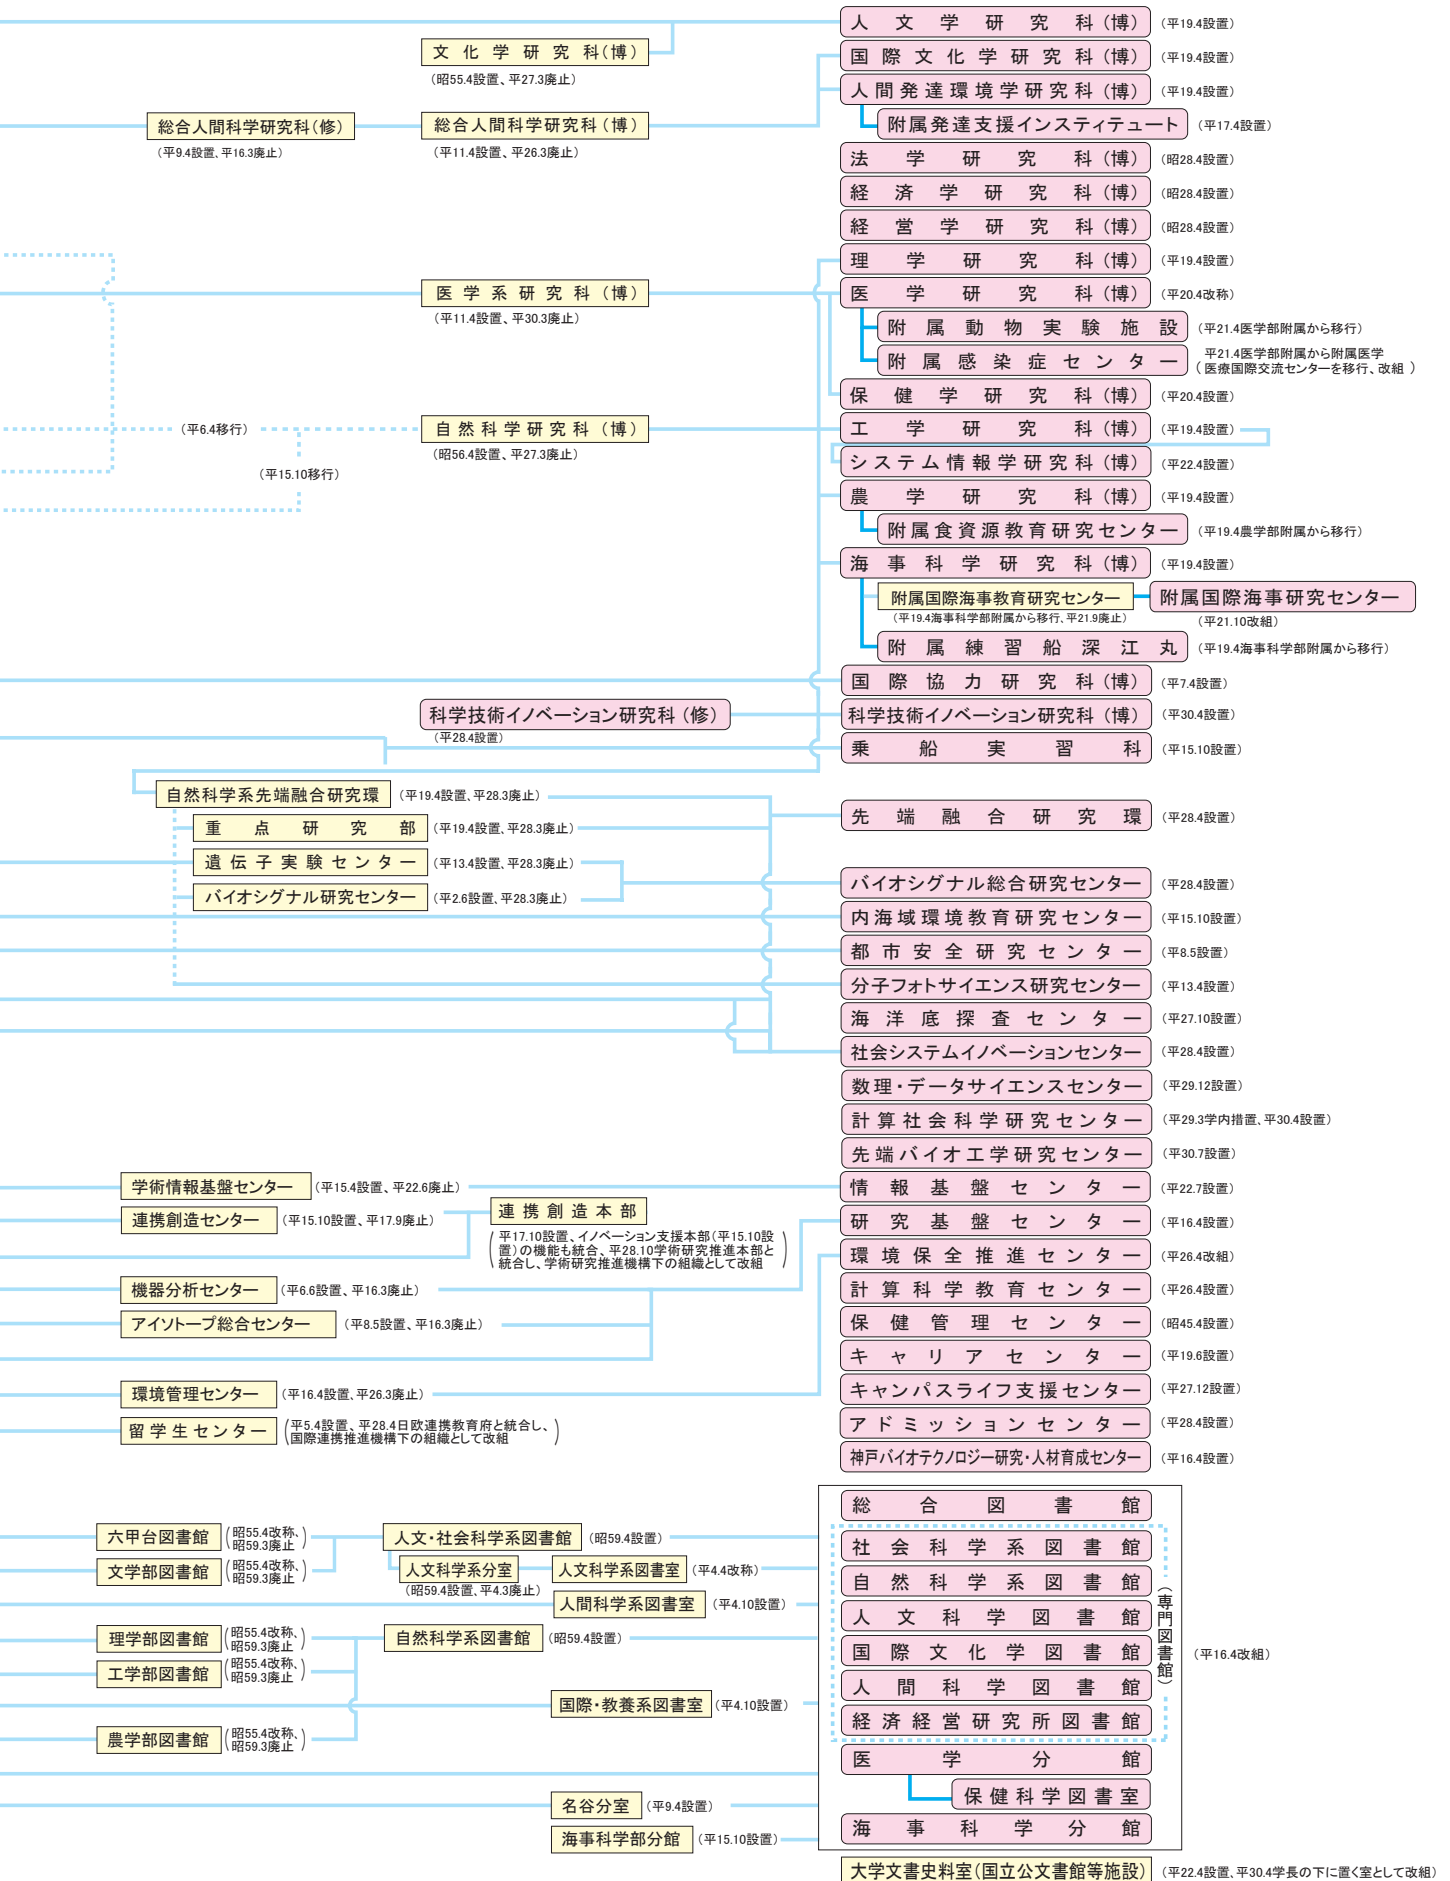 人文学研究科(博) (平19.4設置)
文化学研究科(博)
(昭55.4設置、平27.3廃止)
国際文化学研究科(博) (平19.4設置)
人間発達環境学研究科(博) (平19.4設置)
総合人間科学研究科(修)
(平9.4設置、平16.3廃止)
総合人間科学研究科(博)
(平11.4設置、平26.3廃止)
附属発達支援インスティテュート (平17.4設置)
法学研究科(博) (昭28.4設置)
経済学研究科(博) (昭28.4設置)
経営学研究科(博) (昭28.4設置)
理学研究科(博) (平19.4設置)
医学系研究科(博)
(平11.4設置、平30.3廃止)
医学研究科(博) (平20.4改称)
附属動物実験施設 (平21.4医学部附属から移行)
附属感染症センター (平21.4医学部附属から附属医学
医療国際交流センターを移行、改組)
保健学研究科(博) (平20.4設置)
(平6.4移行)
自然科学研究科(博)
(昭56.4設置、平27.3廃止)
工学研究科(博) (平19.4設置)
(平15.10移行)
システム情報学研究科(博) (平22.4設置)
農学研究科(博) (平19.4設置)
附属食資源教育研究センター (平19.4農学部附属から移行)
海事科学研究科(博) (平19.4設置)
附属国際海事教育研究センター
(平19.4海事科学部附属から移行、平21.9廃止)
附属国際海事研究センター
(平21.10改組)
附属練習船深江丸 (平19.4海事科学部附属から移行)
国際協力研究科(博) (平7.4設置)
科学技術イノベーション研究科(修)
(平28.4設置)
科学技術イノベーション研究科(博) (平30.4設置)
乗船実習科 (平15.10設置)
自然科学系先端融合研究環 (平19.4設置、平28.3廃止)
重点研究部 (平19.4設置、平28.3廃止)
先端融合研究環 (平28.4設置)
遺伝子実験センター (平13.4設置、平28.3廃止)
バイオシグナル研究センター (平2.6設置、平28.3廃止)
バイオシグナル総合研究センター (平28.4設置)
内海域環境教育研究センター (平15.10設置)
都市安全研究センター (平8.5設置)
分子フォトサイエンス研究センター (平13.4設置)
海洋底探査センター (平27.10設置)
社会システムイノベーションセンター (平28.4設置)
数理・データサイエンスセンター (平29.12設置)
計算社会科学研究センター (平29.3学内措置、平30.4設置)
先端バイオ工学研究センター (平30.7設置)
学術情報基盤センター (平15.4設置、平22.6廃止)
情報基盤センター (平22.7設置)
連携創造センター (平15.10設置、平17.9廃止)
連携創造本部
(平17.10設置、イノベーション支援本部(平15.10設
置)の機能も統合、平28.10学術研究推進本部と
統合し、学術研究推進機構下の組織として改組)
研究基盤センター (平16.4設置)
環境保全推進センター (平26.4改組)
機器分析センター (平6.6設置、平16.3廃止)
計算科学教育センター (平26.4設置)
アイソトープ総合センター (平8.5設置、平16.3廃止)
保健管理センター (昭45.4設置)
キャリアセンター (平19.6設置)
環境管理センター (平16.4設置、平26.3廃止)
キャンパスライフ支援センター (平27.12設置)
留学生センター (平5.4設置、平28.4日欧連携教育府と統合し、
国際連携推進機構下の組織として改組)
アドミッションセンター (平28.4設置)
神戸バイオテクノロジー研究・人材育成センター (平16.4設置)
総合図書館
六甲台図書館 (昭55.4改称、
昭59.3廃止)
人文・社会科学系図書館 (昭59.4設置)
社会科学系図書館
文学部図書館 (昭55.4改称、
昭59.3廃止)
人文科学系分室
(昭59.4設置、平4.3廃止)
人文科学系図書室 (平4.4改称)
自然科学系図書館
人間科学系図書室 (平4.10設置)
人文科学図書館
理学部図書館 (昭55.4改称、
昭59.3廃止)
自然科学系図書館 (昭59.4設置)
国際文化学図書館
(専門図書館)
(平16.4改組)
工学部図書館 (昭55.4改称、
昭59.3廃止)
人間科学図書館
国際・教養系図書室 (平4.10設置)
経済経営研究所図書館
農学部図書館 (昭55.4改称、
昭59.3廃止)
医学分館
保健科学図書室
名谷分室 (平9.4設置)
海事科学分館
海事科学部分館 (平15.10設置)
大学文書史料室(国立公文書館等施設) (平22.4設置、平30.4学長の下に置く室として改組)